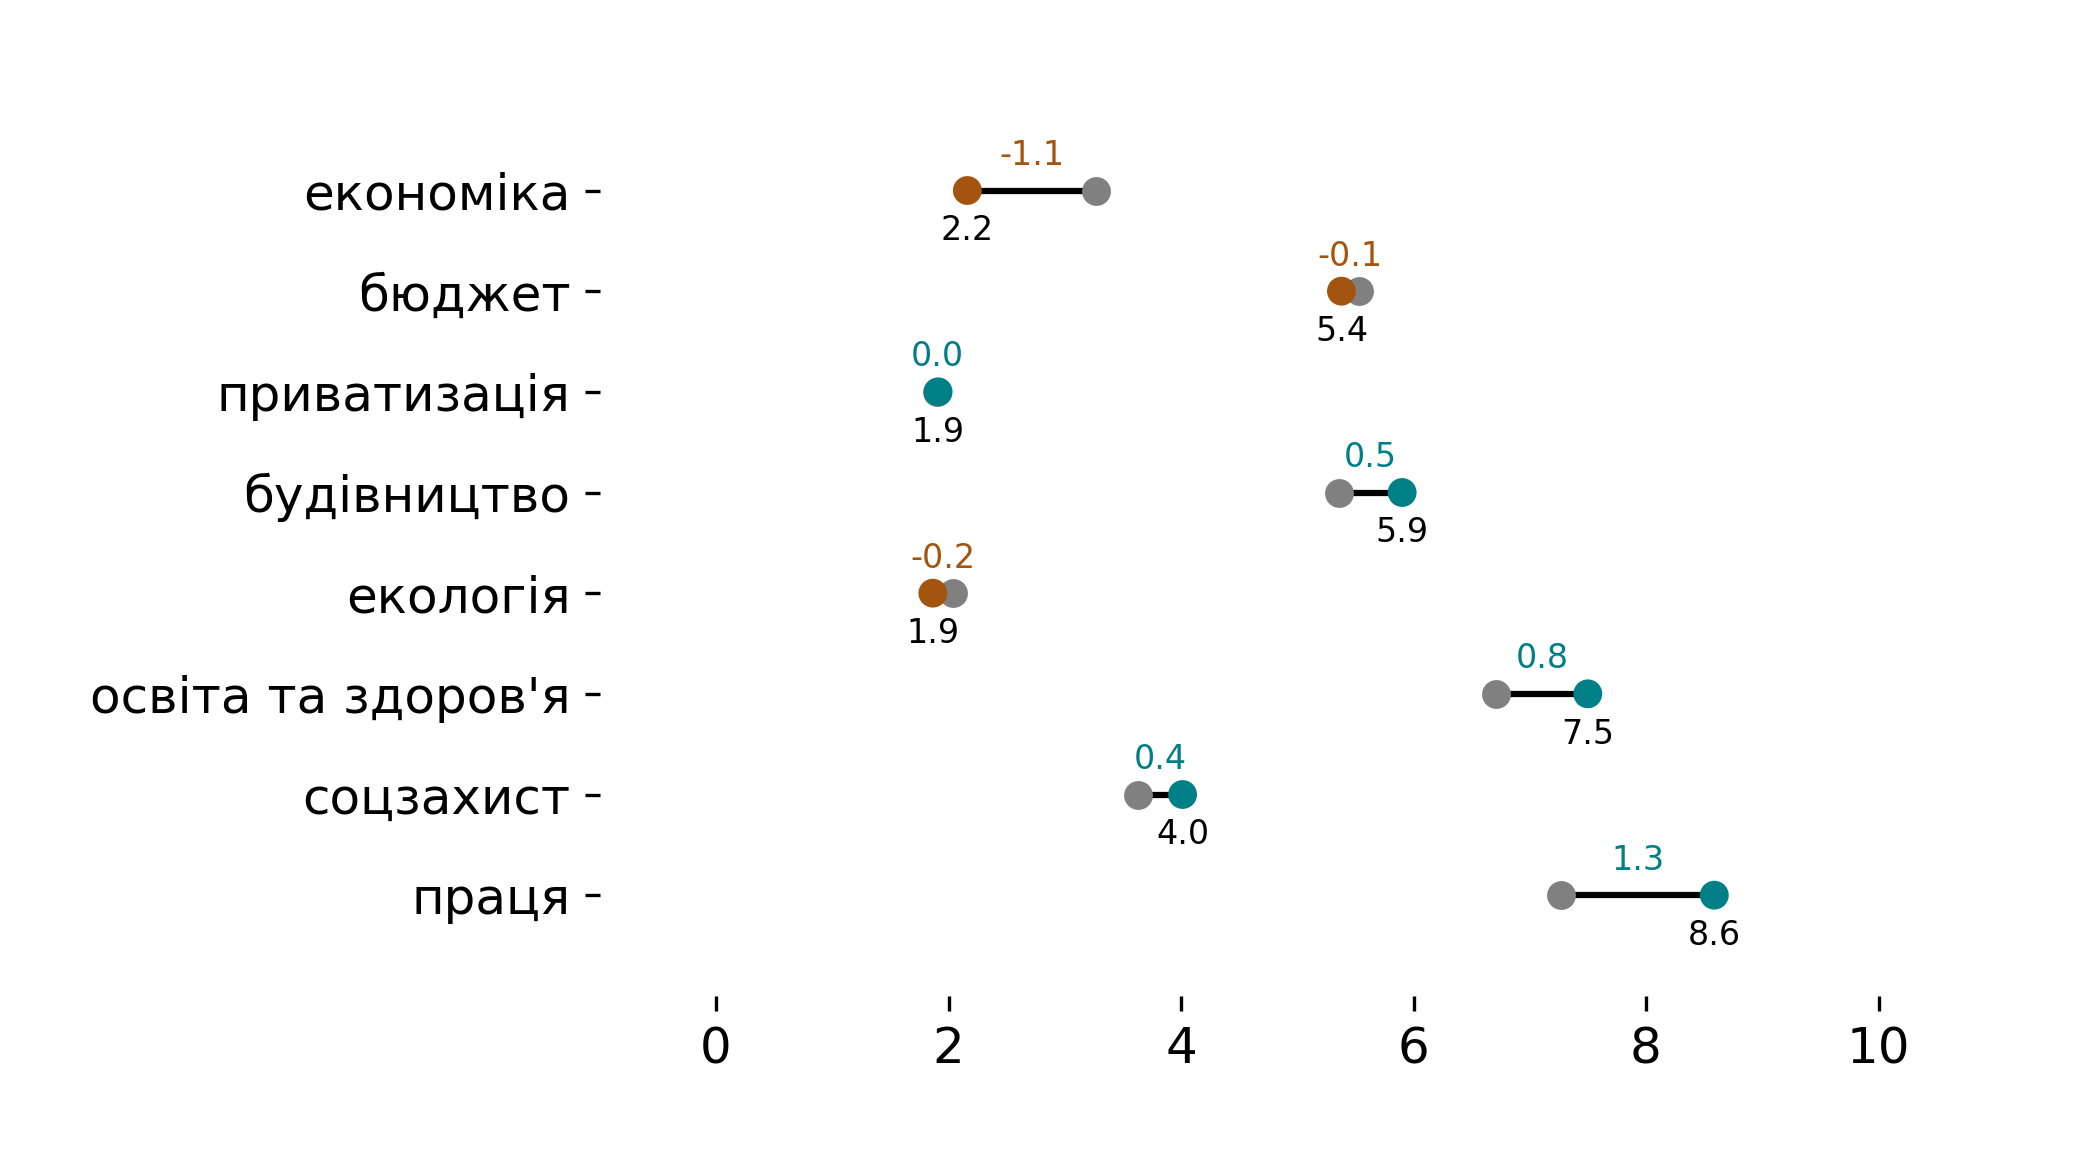 -1.1
економіка
2.2
-0.1
бюджет
5.4
0.0
приватизація
1.9
0.5
будівництво
5.9
-0.2
екологія
1.9
0.8
освіта та здоров'я
7.5
0.4
соцзахист
4.0
1.3
праця
8.6
0 2 4 6 8 10